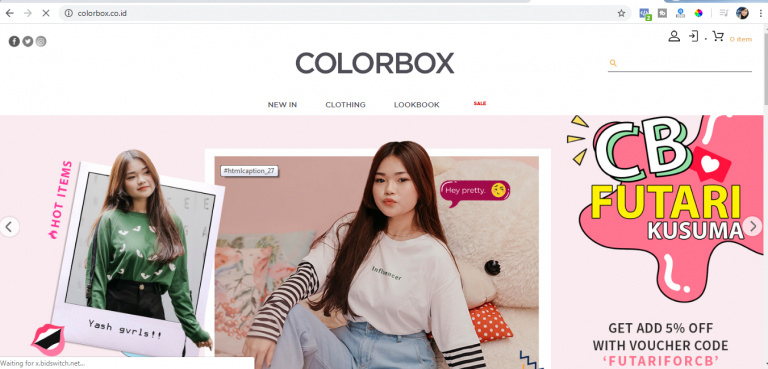 colorbox.co.id
2
COLORBOX
0 item
NEW IN CLOTHING LOOKBOOK SALE
HOT ITEMS
#htmlcaption_27
Hey pretty.
Influencer
Yash gvrls!!
CB
FUTARI
KUSUMA
GET ADD 5% OFF
WITH VOUCHER CODE
‘FUTARIFORCB’
Waiting for x.bidswitch.net...